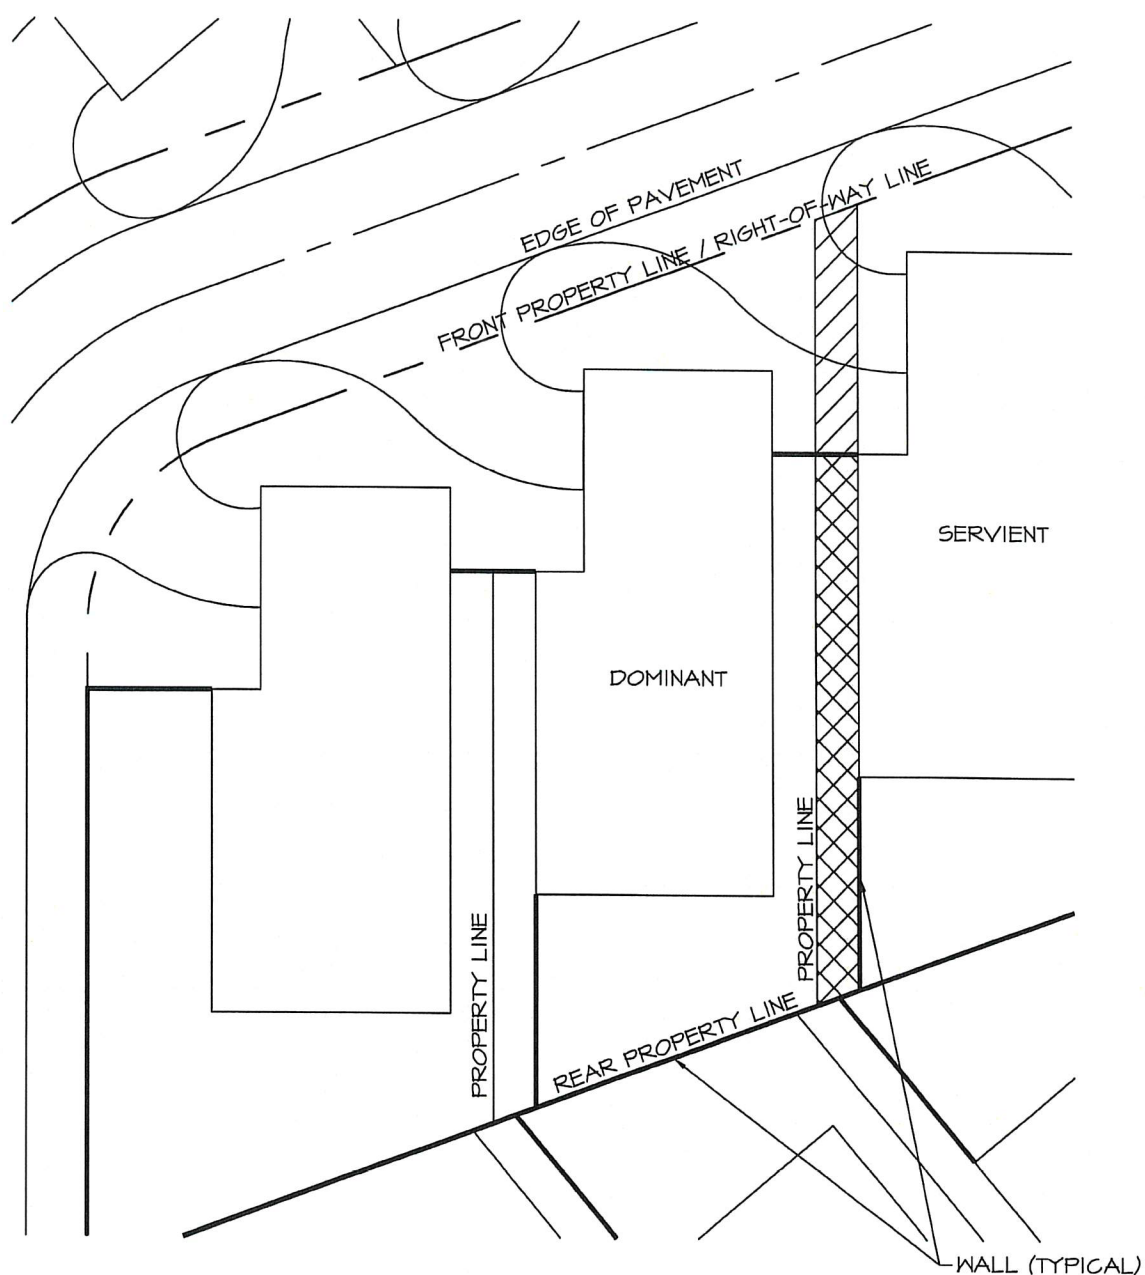 EDGE OF PAVEMENT
FRONT PROPERTY LINE / RIGHT-OF-WAY LINE
SERVIENT
DOMINANT
PROPERTY LINE
PROPERTY LINE
REAR PROPERTY LINE
WALL (TYPICAL)